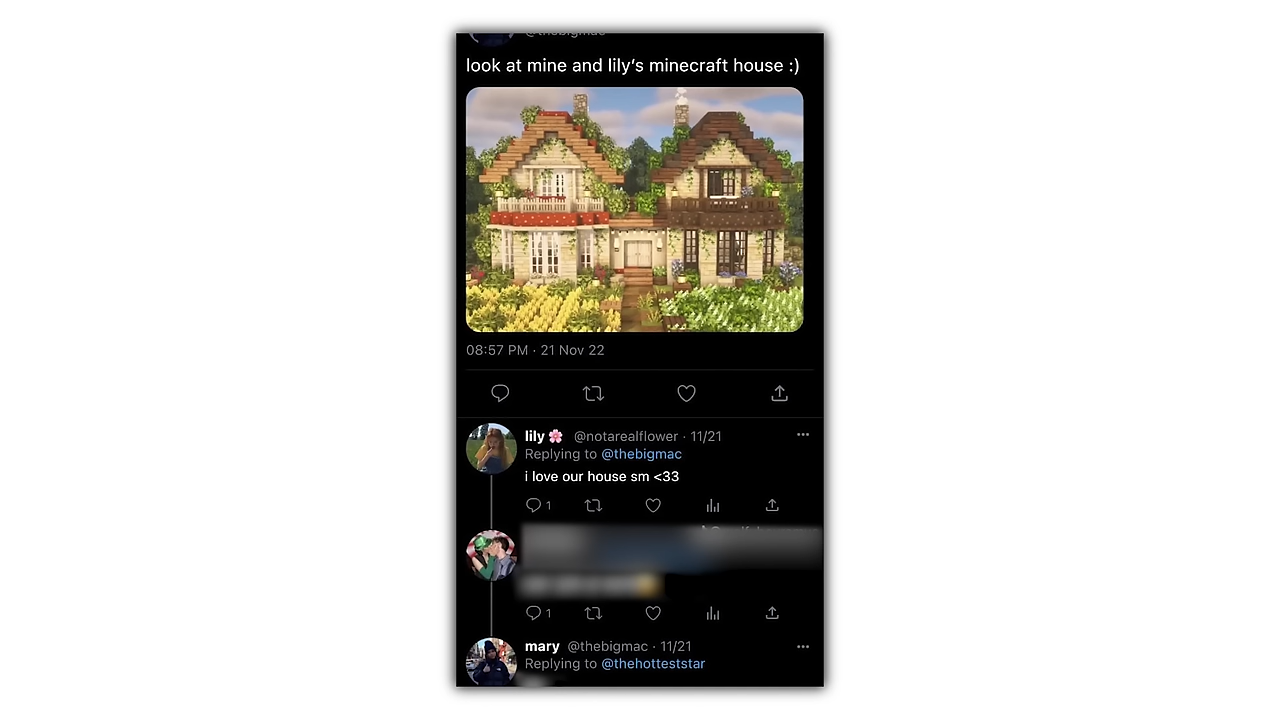 @thebigmac
look at mine and lily's minecraft house :)
08:57 PM · 21 Nov 22
lily🌸 @notarealflower · 11/21
Replying to @thebigmac
i love our house sm <33
1
1
mary @thebigmac · 11/21
Replying to @thehotteststar